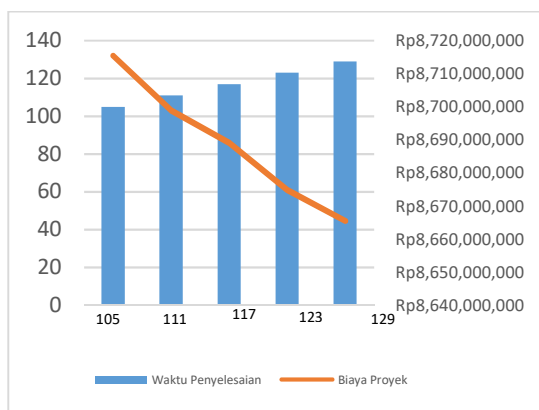 140
120
100
80
60
40
20
0
Rp8,720,000,000
Rp8,710,000,000
Rp8,700,000,000
Rp8,690,000,000
Rp8,680,000,000
Rp8,670,000,000
Rp8,660,000,000
Rp8,650,000,000
Rp8,640,000,000
105 111 117 123 129
Waktu Penyelesaian Biaya Proyek